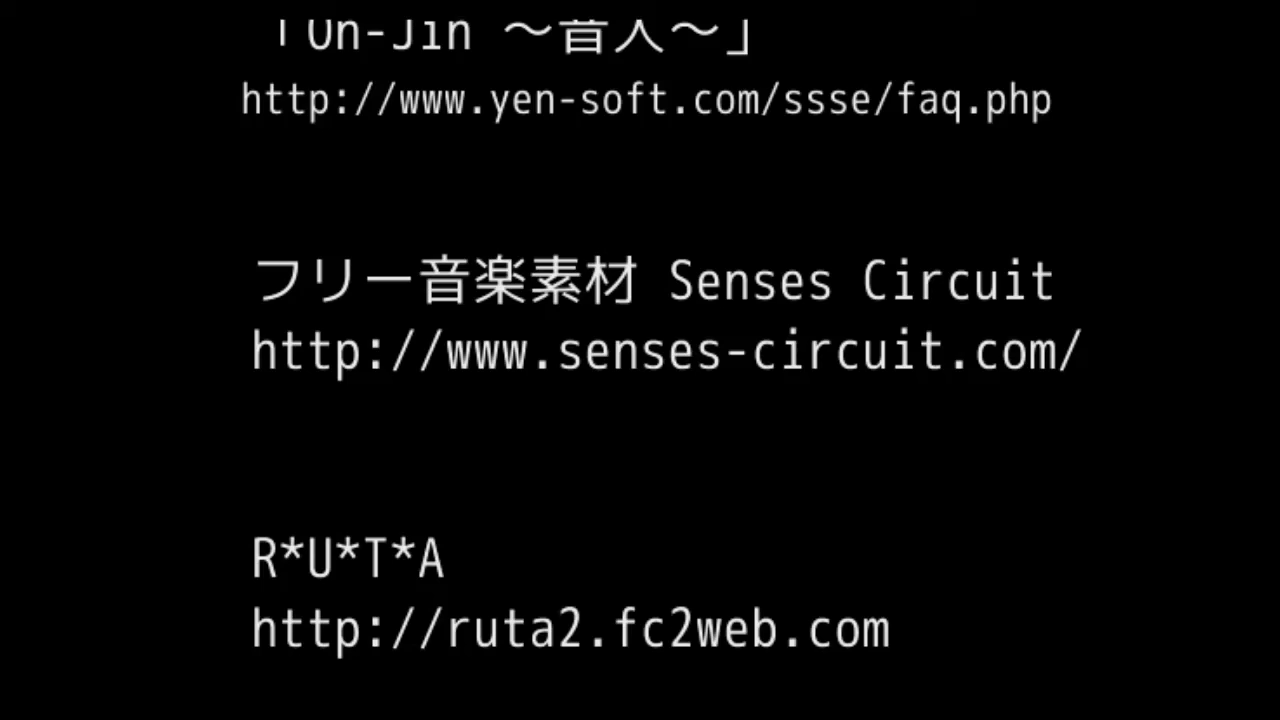 「On-Jin ～音人～」
http://www.yen-soft.com/ssse/faq.php
フリー音楽素材 Senses Circuit
http://www.senses-circuit.com/
R*U*T*A
http://ruta2.fc2web.com